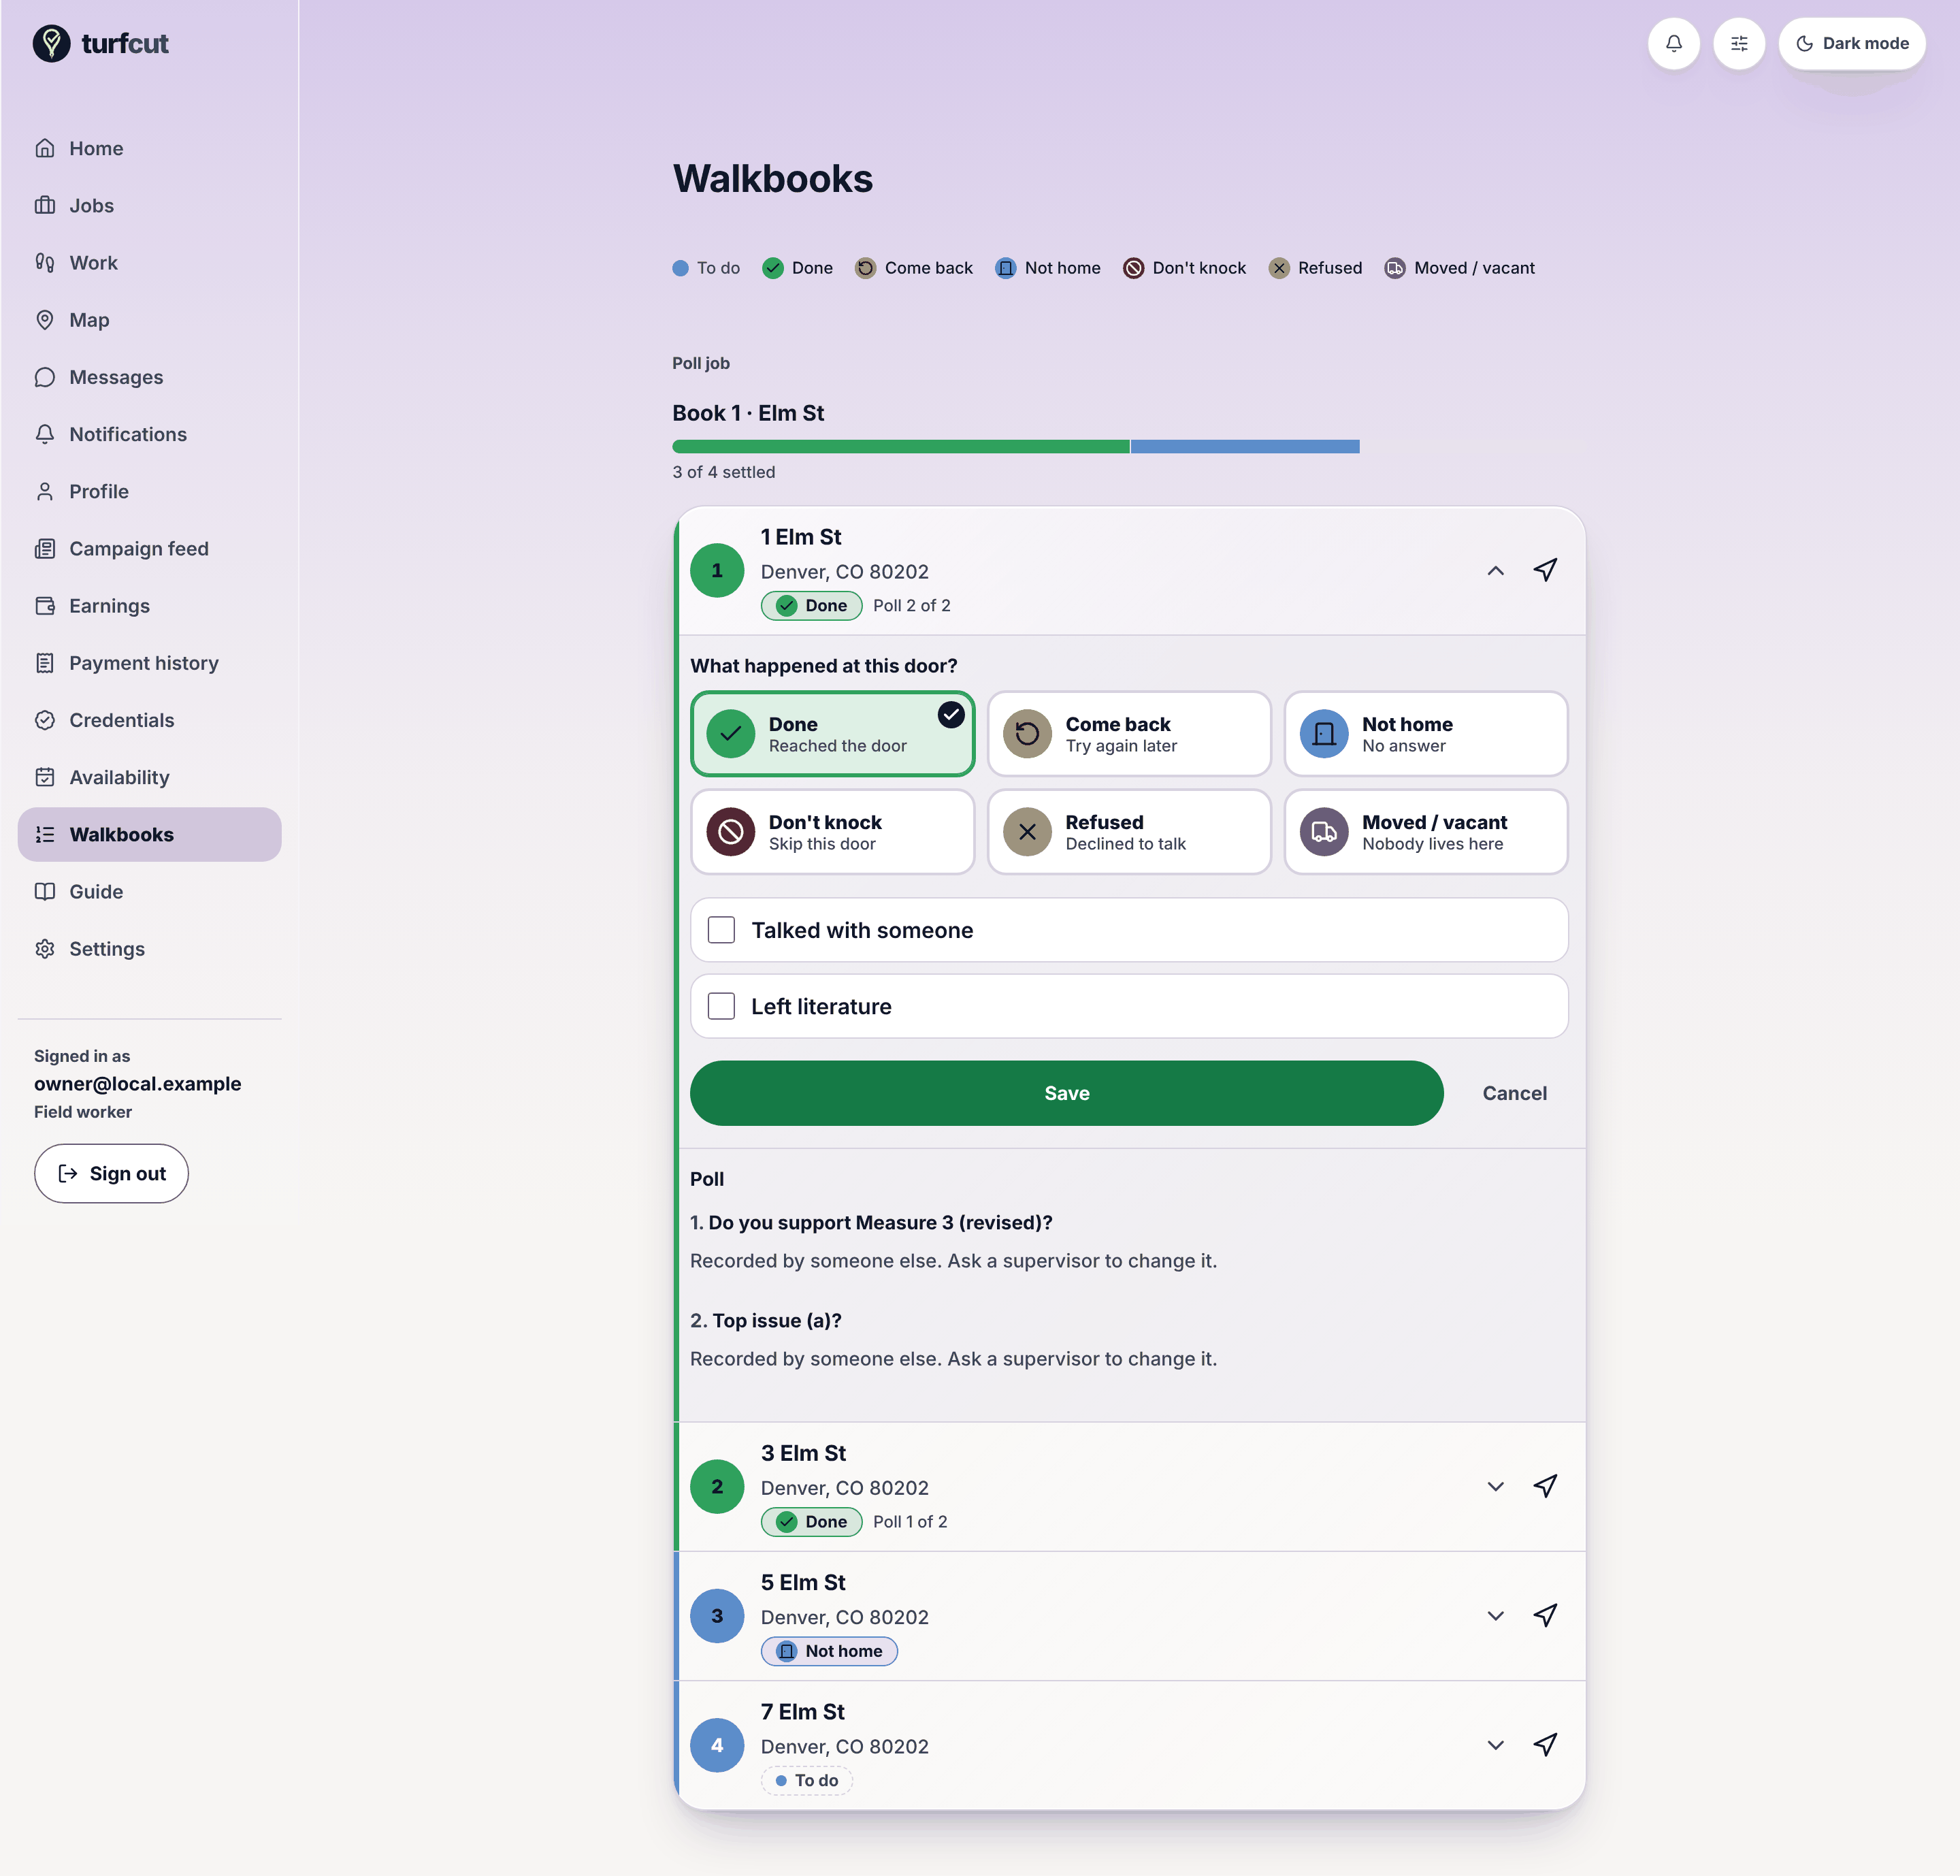 turfcut
Dark mode
Home
Jobs
Work
Map
Messages
Notifications
Profile
Campaign feed
Earnings
Payment history
Credentials
Availability
Walkbooks
Guide
Settings
Signed in as
owner@local.example
Field worker
Sign out
Walkbooks
To do
Done
Come back
Not home
Don't knock
Refused
Moved / vacant
Poll job
Book 1 · Elm St
3 of 4 settled
1
1 Elm St
Denver, CO 80202
Done
Poll 2 of 2
What happened at this door?
Done
Reached the door
Come back
Try again later
Not home
No answer
Don't knock
Skip this door
Refused
Declined to talk
Moved / vacant
Nobody lives here
Talked with someone
Left literature
Save
Cancel
Poll
1. Do you support Measure 3 (revised)?
Recorded by someone else. Ask a supervisor to change it.
2. Top issue (a)?
Recorded by someone else. Ask a supervisor to change it.
2
3 Elm St
Denver, CO 80202
Done
Poll 1 of 2
3
5 Elm St
Denver, CO 80202
Not home
4
7 Elm St
Denver, CO 80202
To do